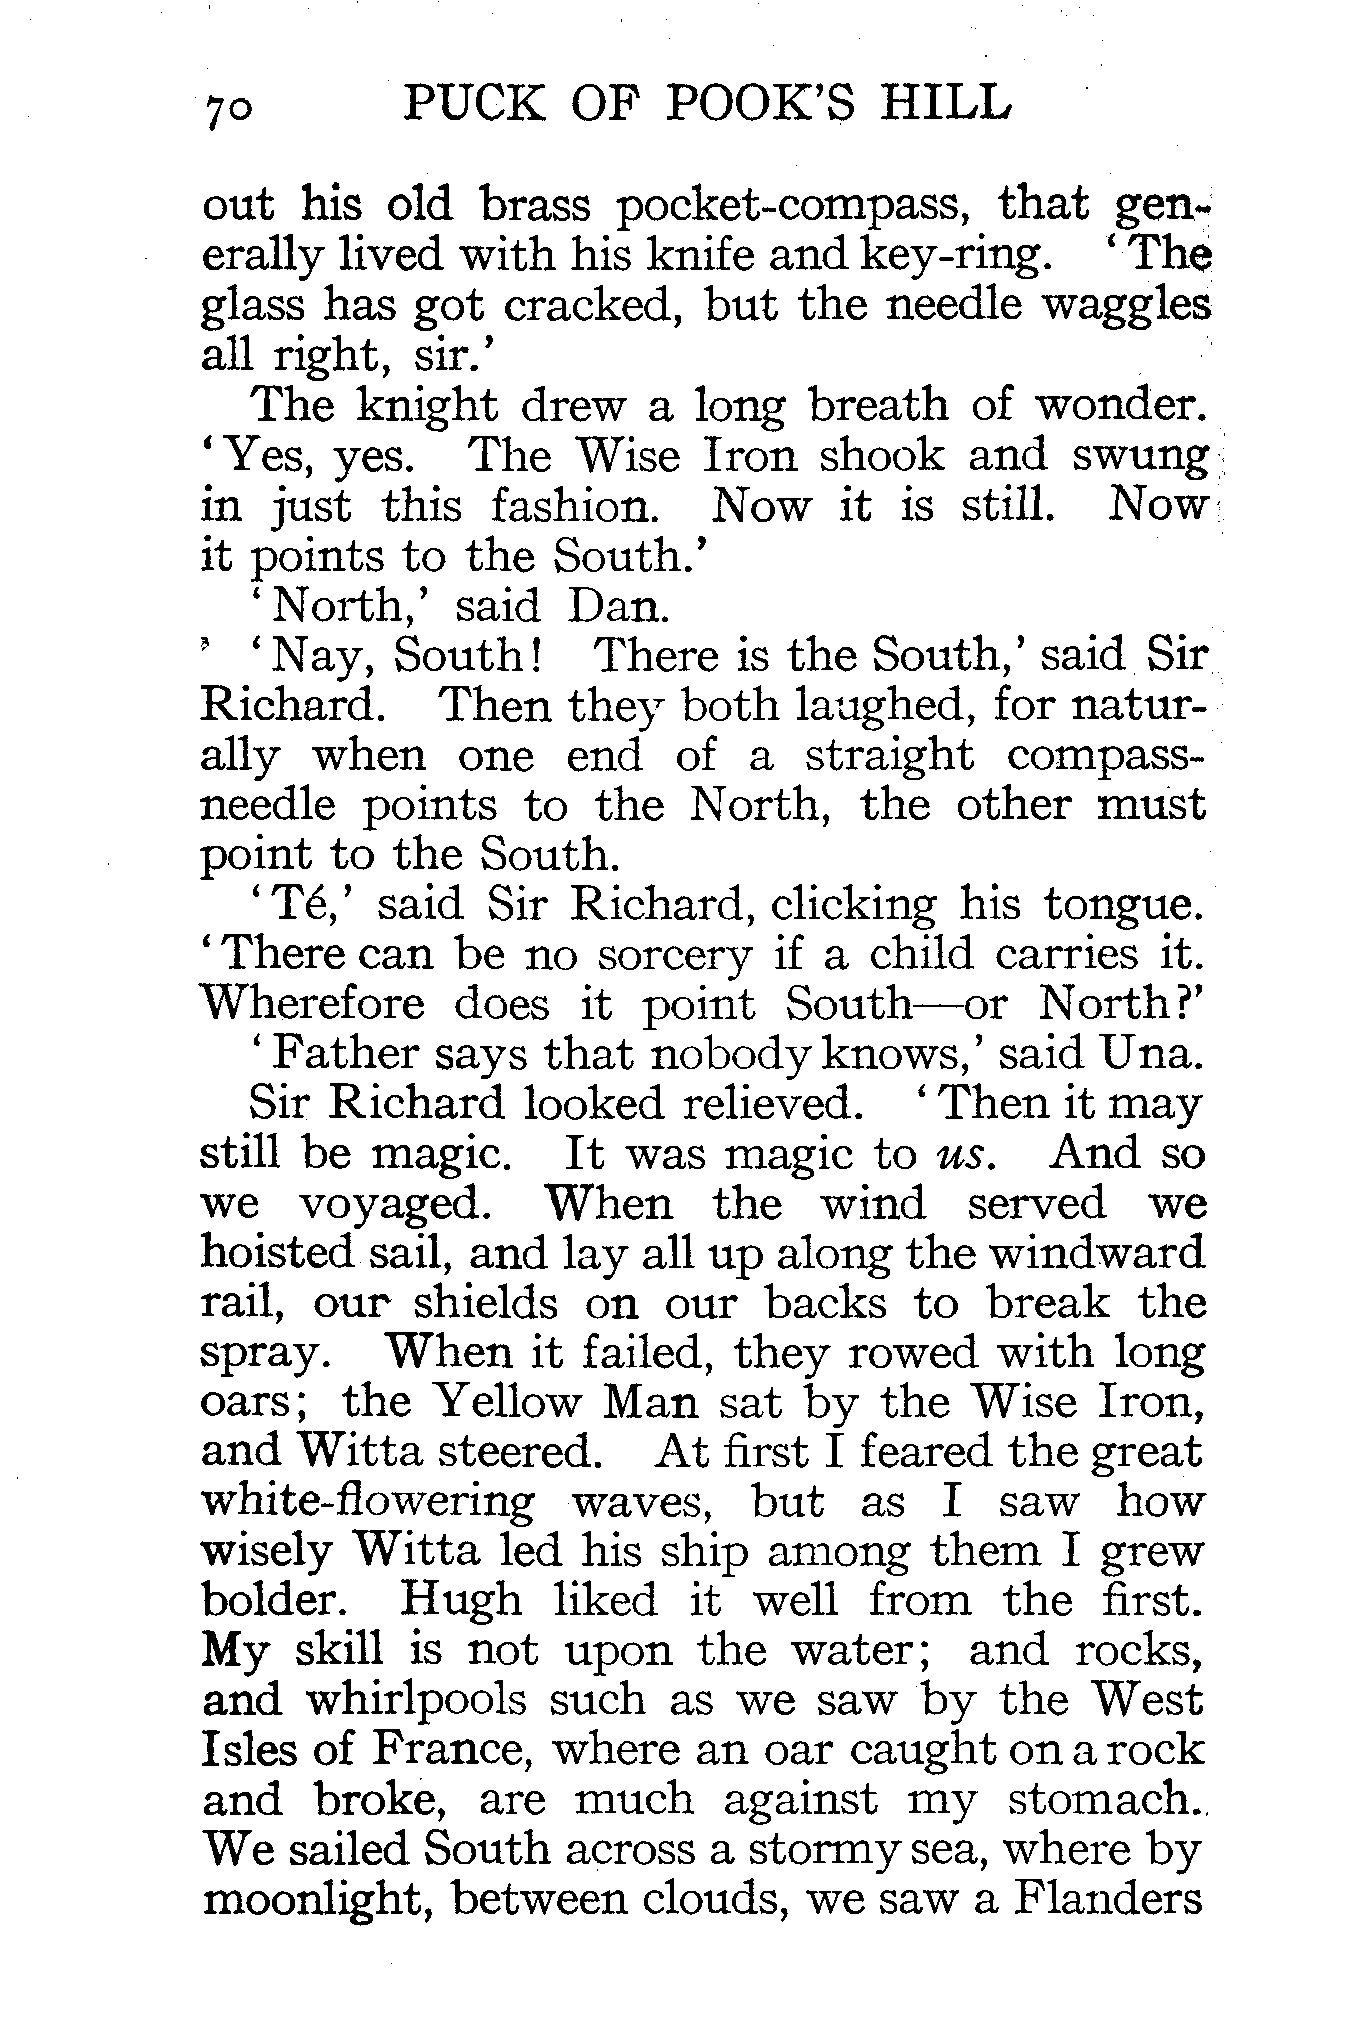 70 PUCK OF POOK'S HILL
out his old brass pocket-compass, that gen-
erally lived with his knife and key-ring. 'The
glass has got cracked, but the needle waggles
all right, sir.'
The knight drew a long breath of wonder.
'Yes, yes. The Wise Iron shook and swung
in just this fashion. Now it is still. Now
it points to the South.'
'North,' said Dan.
'Nay, South! There is the South,' said Sir
Richard. Then they both laughed, for natur-
ally when one end of a straight compass-
needle points to the North, the other must
point to the South.
'Té,' said Sir Richard, clicking his tongue.
'There can be no sorcery if a child carries it.
Wherefore does it point South—or North?'
'Father says that nobody knows,' said Una.
Sir Richard looked relieved. 'Then it may
still be magic. It was magic to us. And so
we voyaged. When the wind served we
hoisted sail, and lay all up along the windward
rail, our shields on our backs to break the
spray. When it failed, they rowed with long
oars; the Yellow Man sat by the Wise Iron,
and Witta steered. At first I feared the great
white-flowering waves, but as I saw how
wisely Witta led his ship among them I grew
bolder. Hugh liked it well from the first.
My skill is not upon the water; and rocks,
and whirlpools such as we saw by the West
Isles of France, where an oar caught on a rock
and broke, are much against my stomach.
We sailed South across a stormy sea, where by
moonlight, between clouds, we saw a Flanders